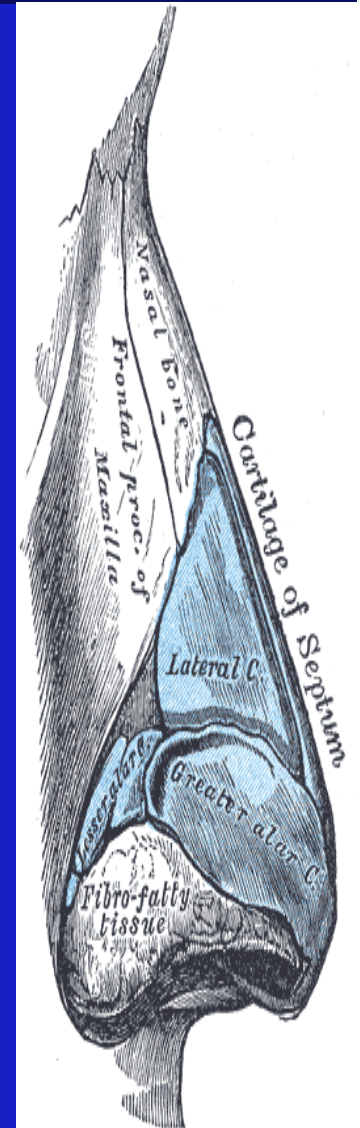 Nasal bone
Frontal proc. of
Maxilla
Cartilage of Septum
Lateral C.
Lesser alar c.
Greater alar C.
Fibro-fatty
tissue